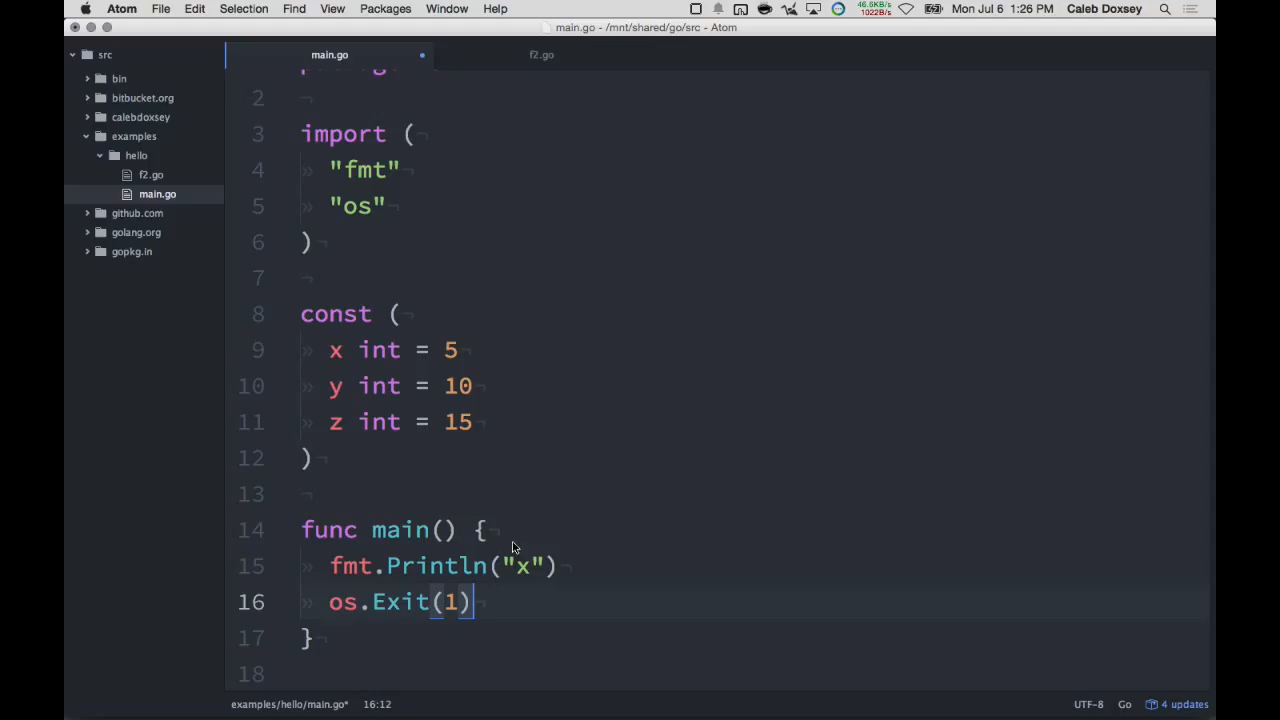 Atom File Edit Selection Find View Packages Window Help 46.6KB/s 1022B/s Mon Jul 6 1:26 PM Caleb Doxsey
main.go - /mnt/shared/go/src - Atom
src
bin
bitbucket.org
calebdoxsey
examples
hello
f2.go
main.go
github.com
golang.org
gopkg.in
main.go f2.go
2
3 import (
4 "fmt"
5 "os"
6 )
7
8 const (
9 x int = 5
10 y int = 10
11 z int = 15
12 )
13
14 func main() {
15 fmt.Println("x")
16 os.Exit(1)
17 }
18
examples/hello/main.go* 16:12 UTF-8 Go 4 updates